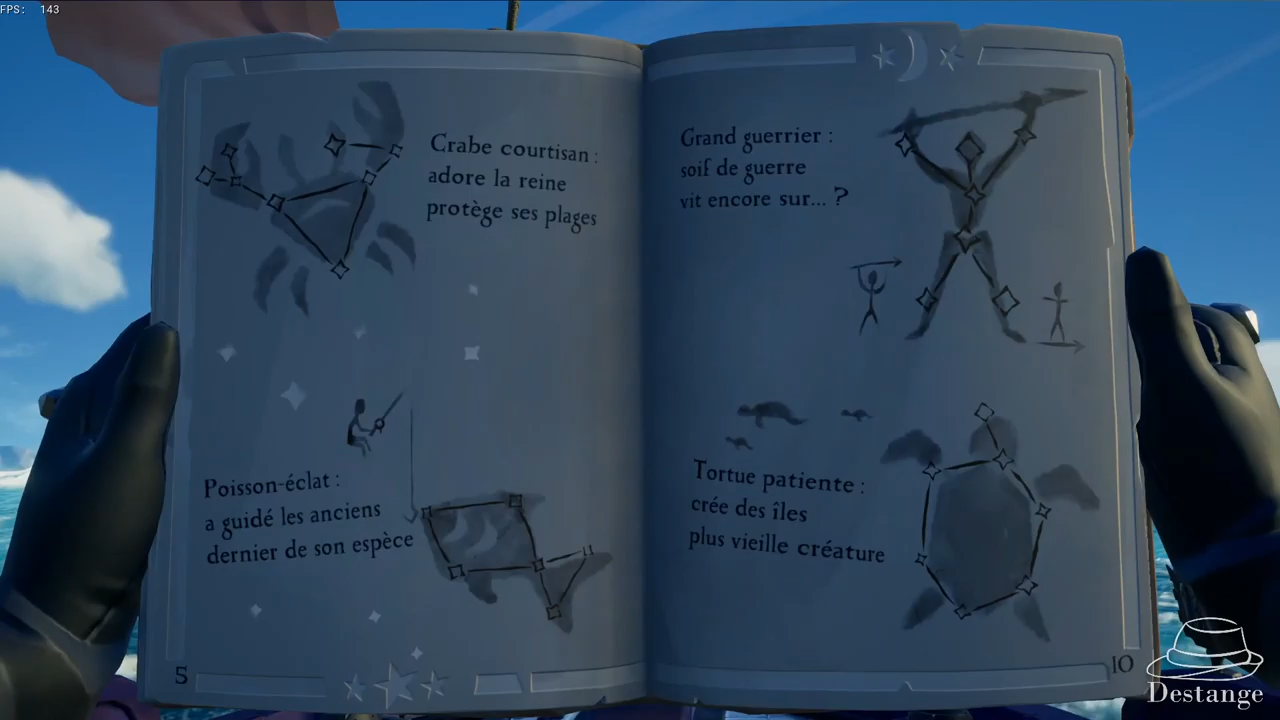 FPS: 143
Crabe courtisan :
adore la reine
protège ses plages
Poisson-éclat :
a guidé les anciens
dernier de son espèce
5
Grand guerrier :
soif de guerre
vit encore sur... ?
Tortue patiente :
crée des îles
plus vieille créature
10
Destange